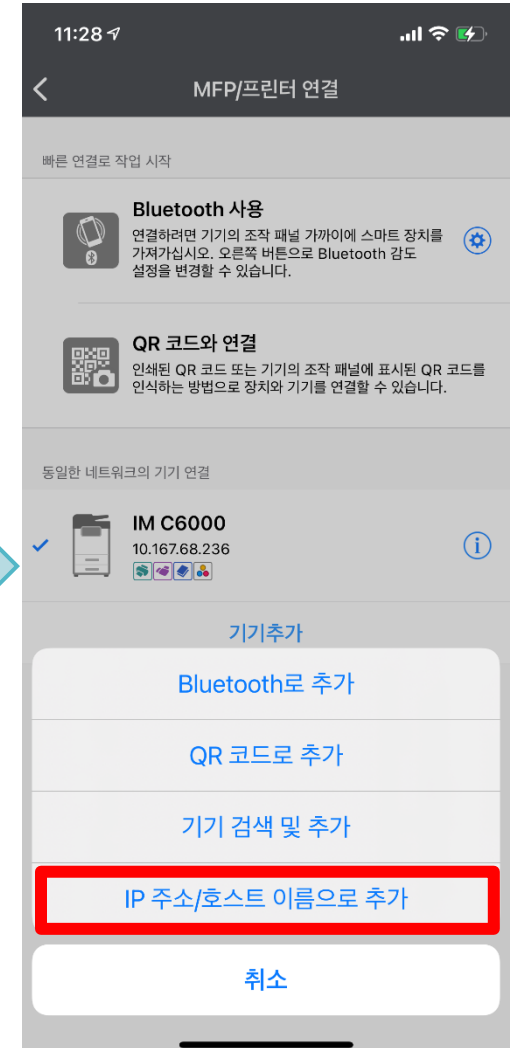 11:28
MFP/프린터 연결
빠른 연결로 작업 시작
Bluetooth 사용
연결하려면 기기의 조작 패널 가까이에 스마트 장치를
가져가십시오. 오른쪽 버튼으로 Bluetooth 감도
설정을 변경할 수 있습니다.
QR 코드와 연결
인쇄된 QR 코드 또는 기기의 조작 패널에 표시된 QR 코드를
인식하는 방법으로 장치와 기기를 연결할 수 있습니다.
동일한 네트워크의 기기 연결
IM C6000
10.167.68.236
기기추가
Bluetooth로 추가
QR 코드로 추가
기기 검색 및 추가
IP 주소/호스트 이름으로 추가
취소